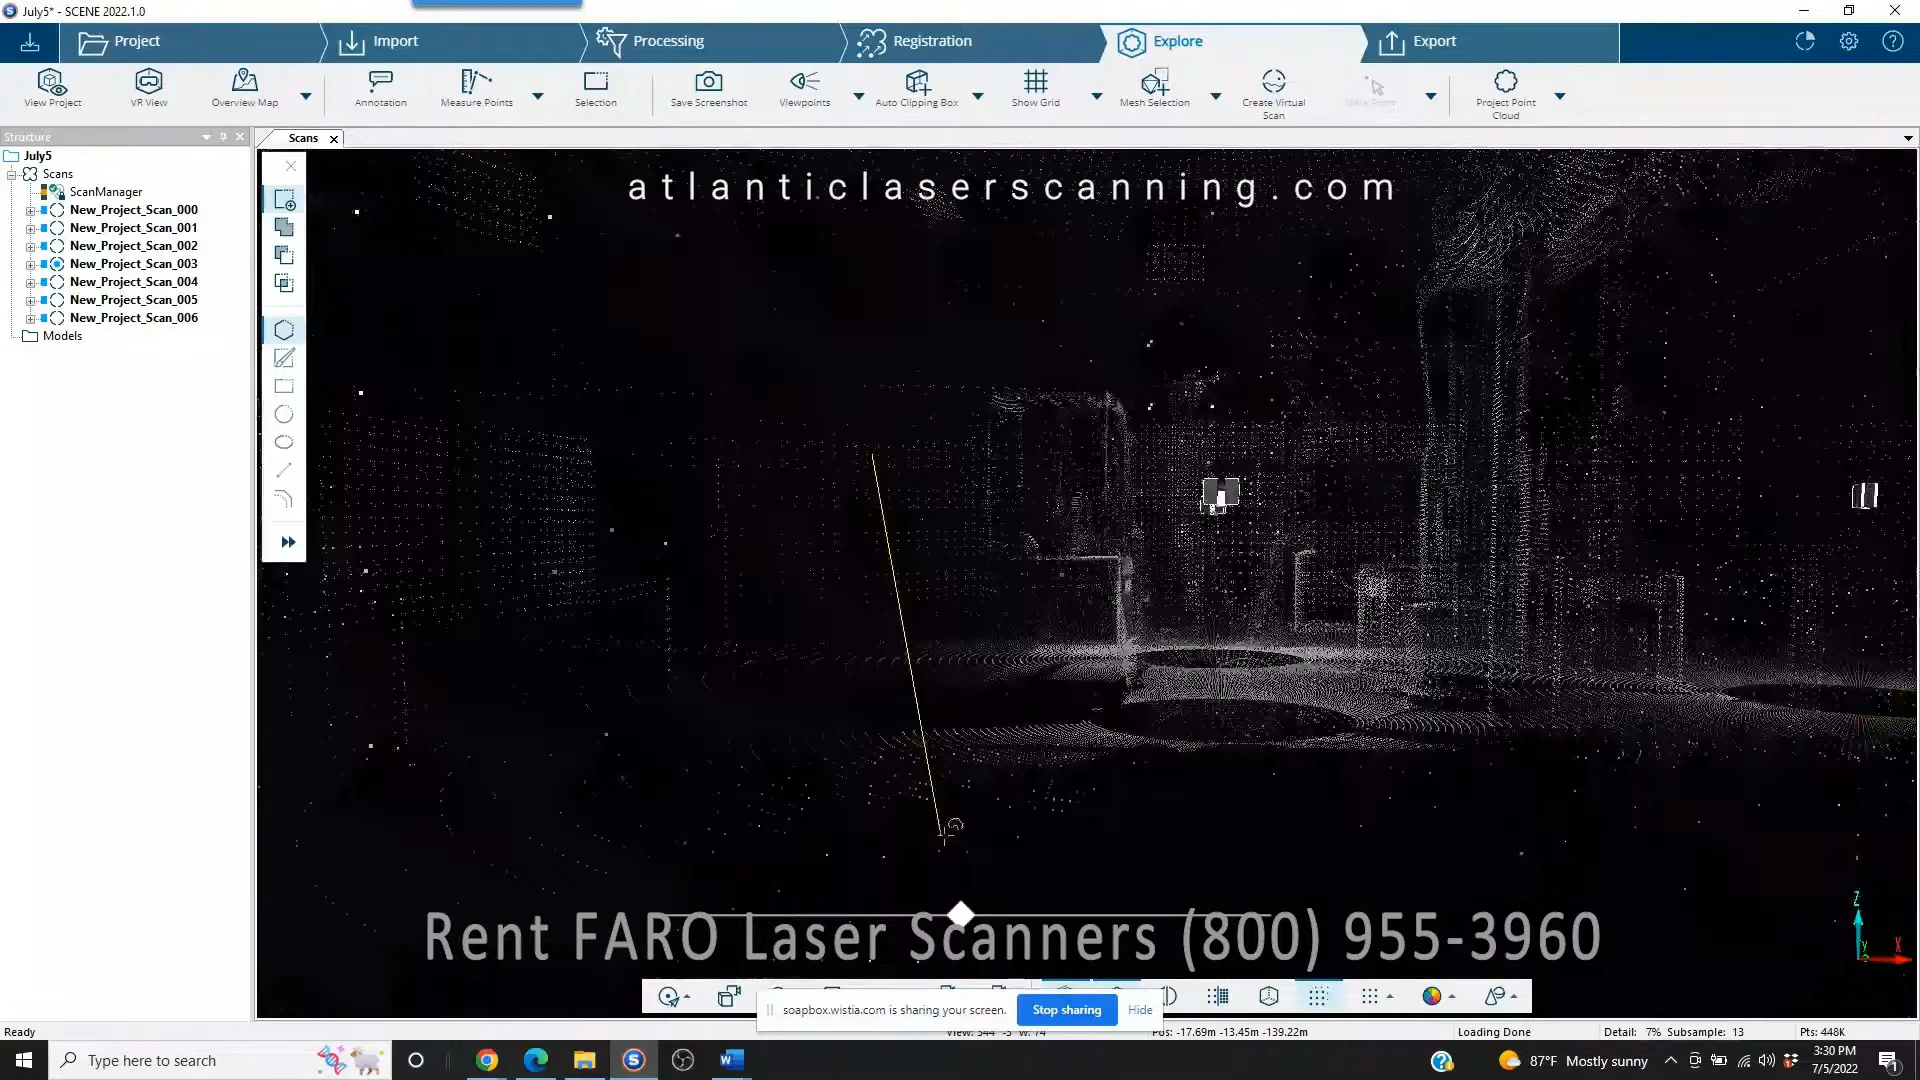 July5* - SCENE 2022.1.0
Project
Import
Processing
Registration
Explore
Export
View Project
VR View
Overview Map
Annotation
Measure Points
Selection
Save Screenshot
Viewpoints
Auto Clipping Box
Show Grid
Mesh Selection
Create Virtual
Scan
Project Point
Cloud
Structure
Scans
July5
Scans
ScanManager
New_Project_Scan_000
New_Project_Scan_001
New_Project_Scan_002
New_Project_Scan_003
New_Project_Scan_004
New_Project_Scan_005
New_Project_Scan_006
Models
atlanticlaserscanning.com
Rent FARO Laser Scanners (800) 955-3960
Z
X
y
soapbox.wistia.com is sharing your screen.
Stop sharing
Hide
Ready
Pos: -17.69m -13.45m -139.22m
Loading Done
Detail: 7% Subsample: 13
Pts: 448K
Type here to search
87°F Mostly sunny
3:30 PM
7/5/2022
1